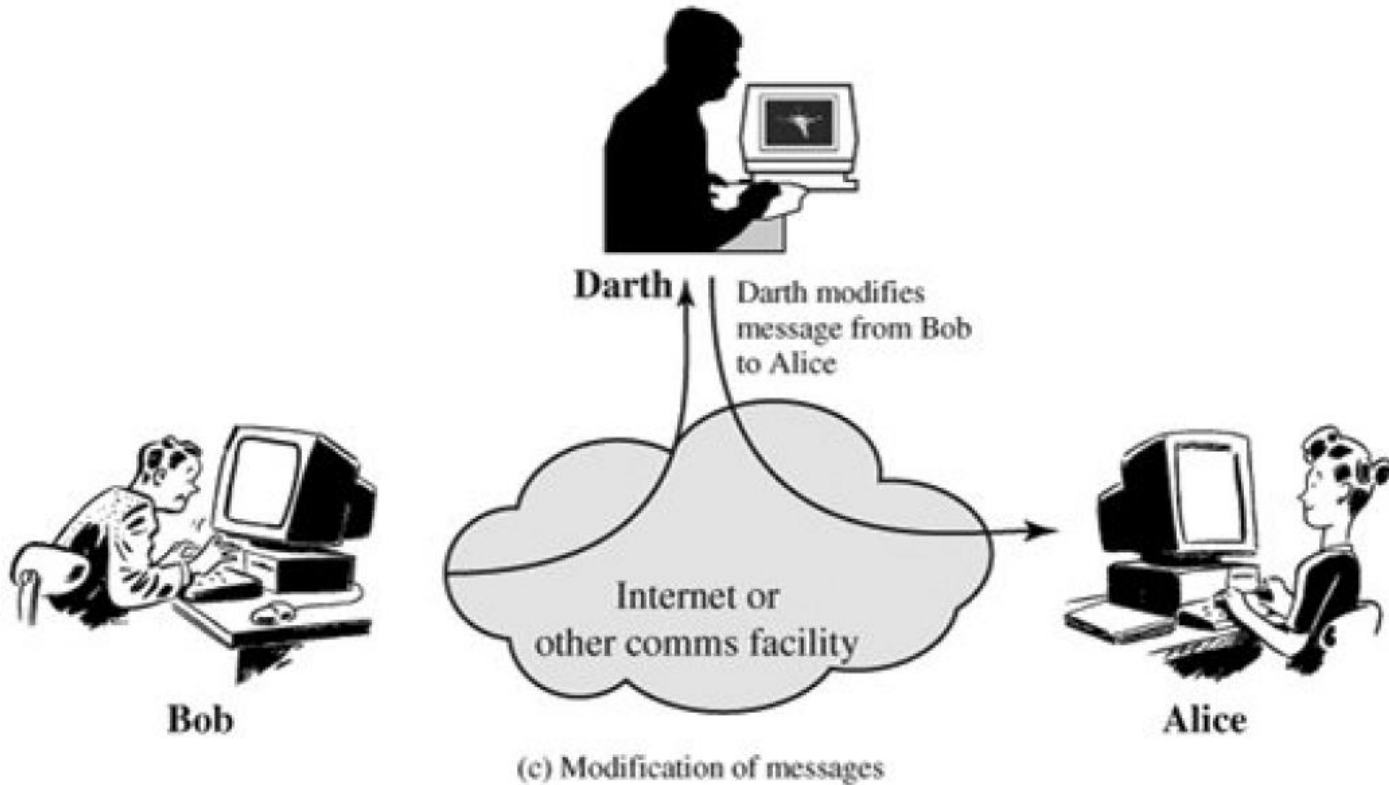 Darth
Darth modifies
message from Bob
to Alice
Internet or
other comms facility
Bob
Alice
(c) Modification of messages